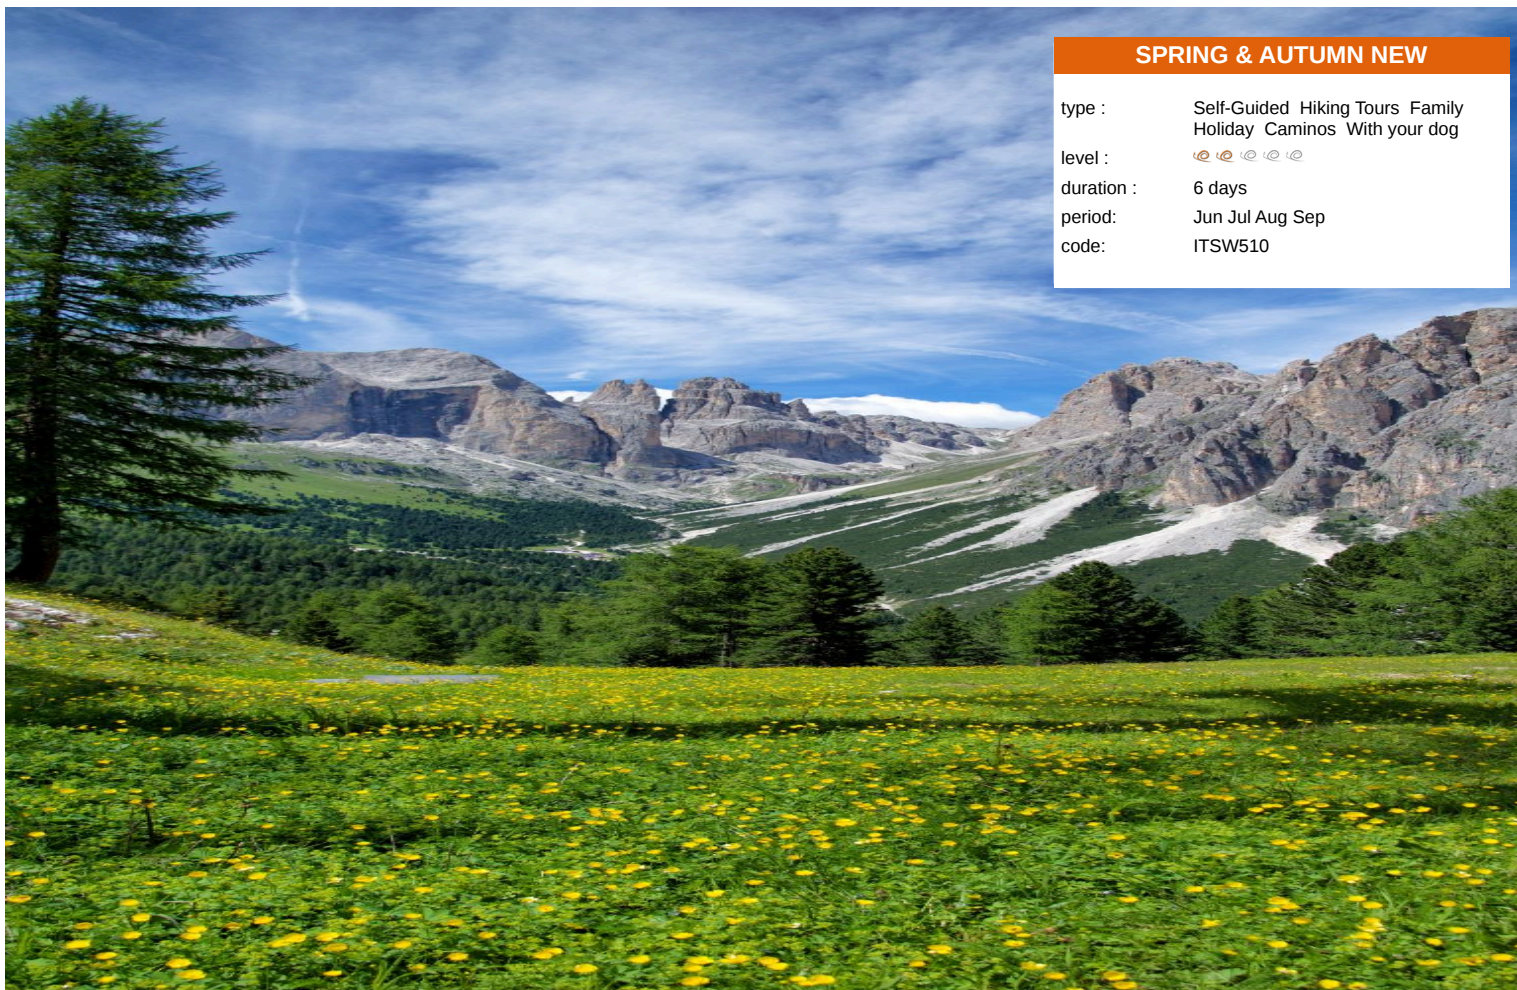 SPRING & AUTUMN NEW
type : Self-Guided Hiking Tours Family
Holiday Caminos With your dog
level :
duration : 6 days
period: Jun Jul Aug Sep
code: ITSW510